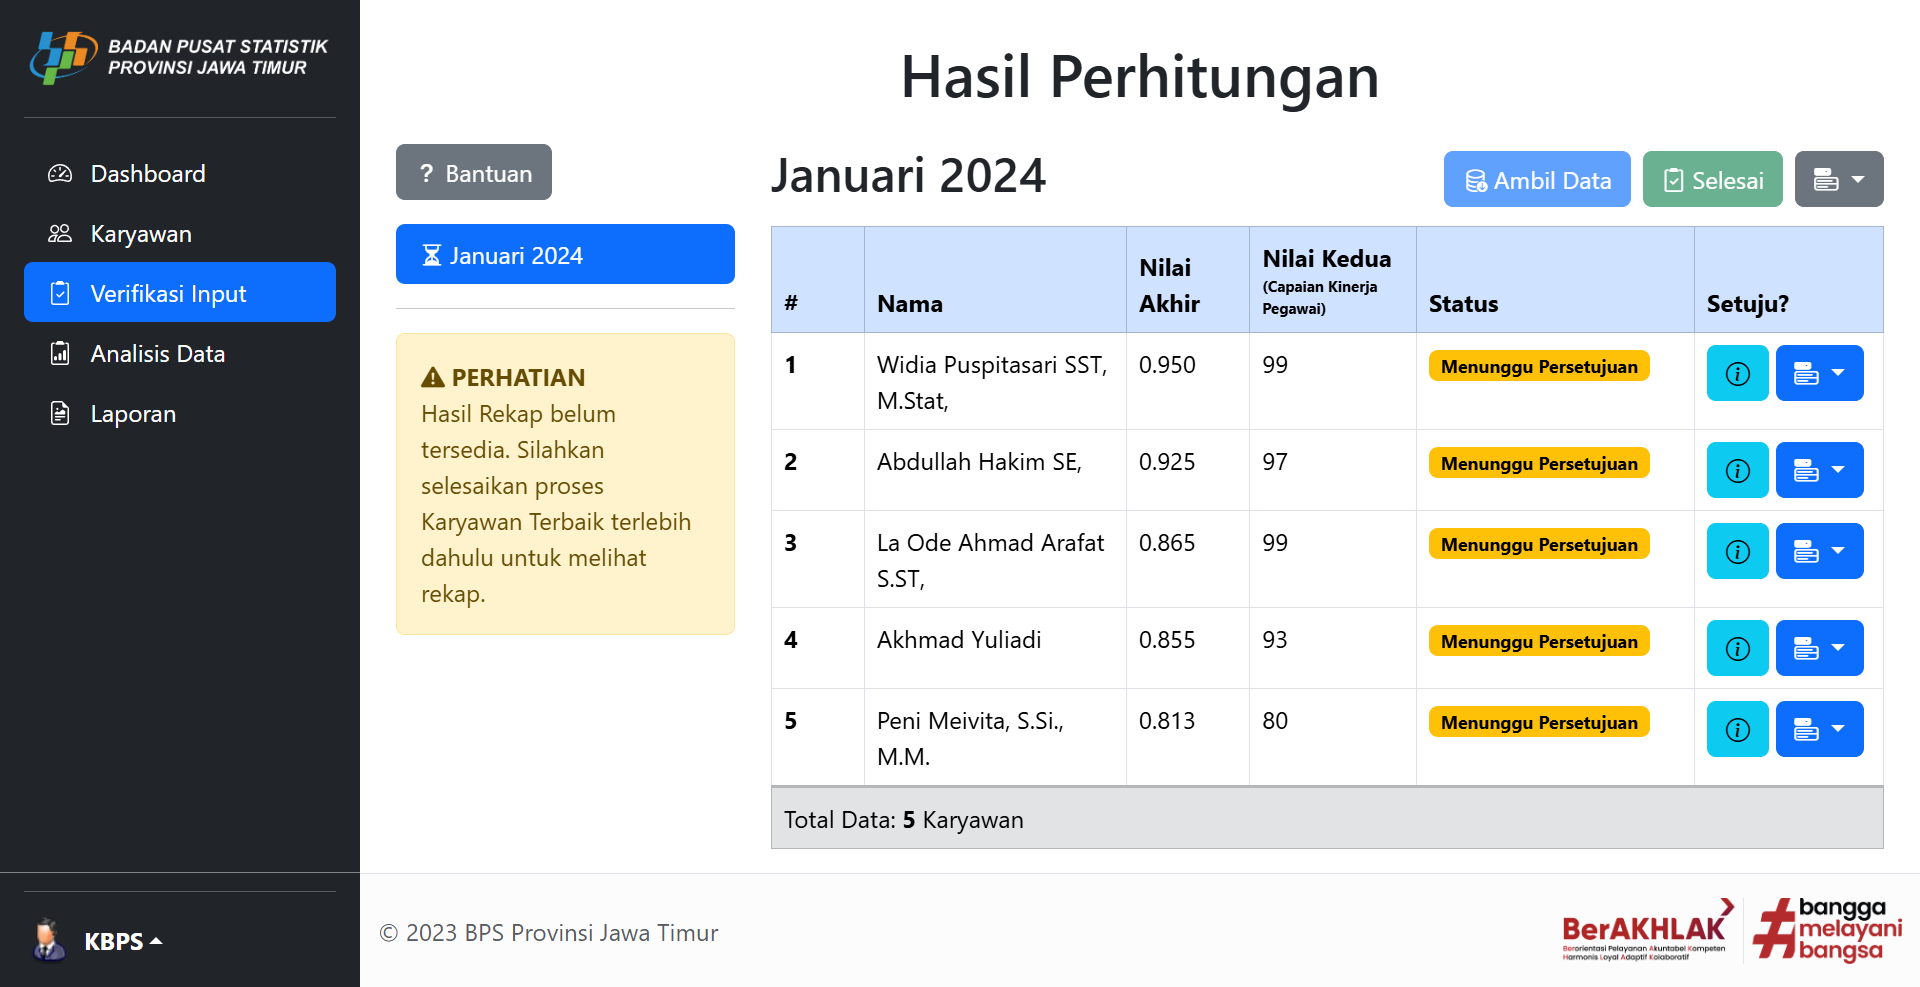 BADAN PUSAT STATISTIK
PROVINSI JAWA TIMUR
Dashboard
Karyawan
Verifikasi Input
Analisis Data
Laporan
KBPS
Hasil Perhitungan
? Bantuan
Januari 2024
PERHATIAN
Hasil Rekap belum
tersedia. Silahkan
selesaikan proses
Karyawan Terbaik terlebih
dahulu untuk melihat
rekap.
Januari 2024
Ambil Data
Selesai
# Nama Nilai Akhir Nilai Kedua (Capaian Kinerja Pegawai) Status Setuju?
1 Widia Puspitasari SST, M.Stat, 0.950 99 Menunggu Persetujuan
2 Abdullah Hakim SE, 0.925 97 Menunggu Persetujuan
3 La Ode Ahmad Arafat S.ST, 0.865 99 Menunggu Persetujuan
4 Akhmad Yuliadi 0.855 93 Menunggu Persetujuan
5 Peni Meivita, S.Si., M.M. 0.813 80 Menunggu Persetujuan
Total Data: 5 Karyawan
© 2023 BPS Provinsi Jawa Timur
BerAKHLAK
Berorientasi Pelayanan Akuntabel Kompeten
Harmonis Loyal Adaptif Kolaboratif
#bangga
melayani
bangsa